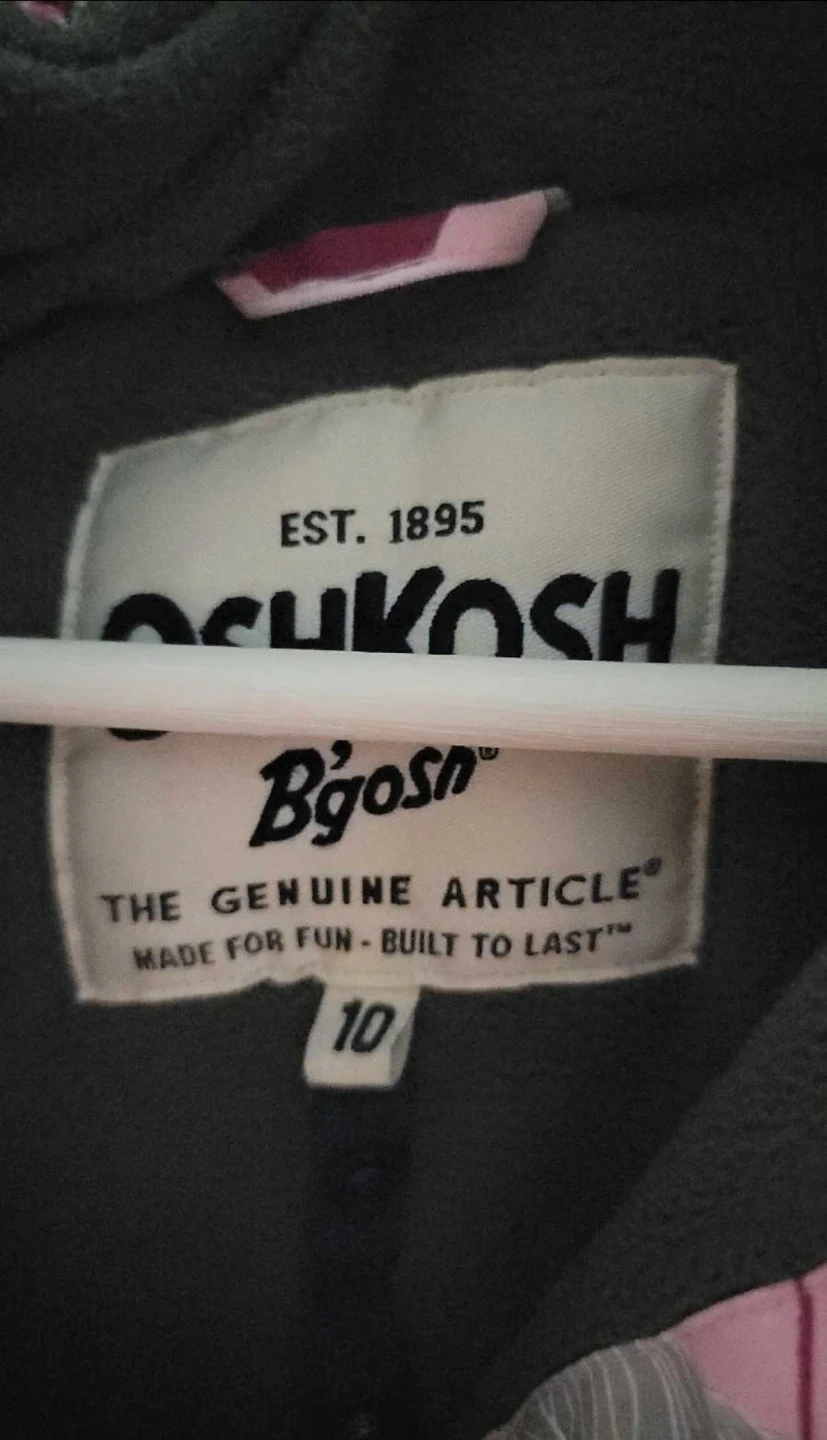 EST. 1895
OSHKOSH
B'gosh®
THE GENUINE ARTICLE®
MADE FOR FUN - BUILT TO LAST™
10